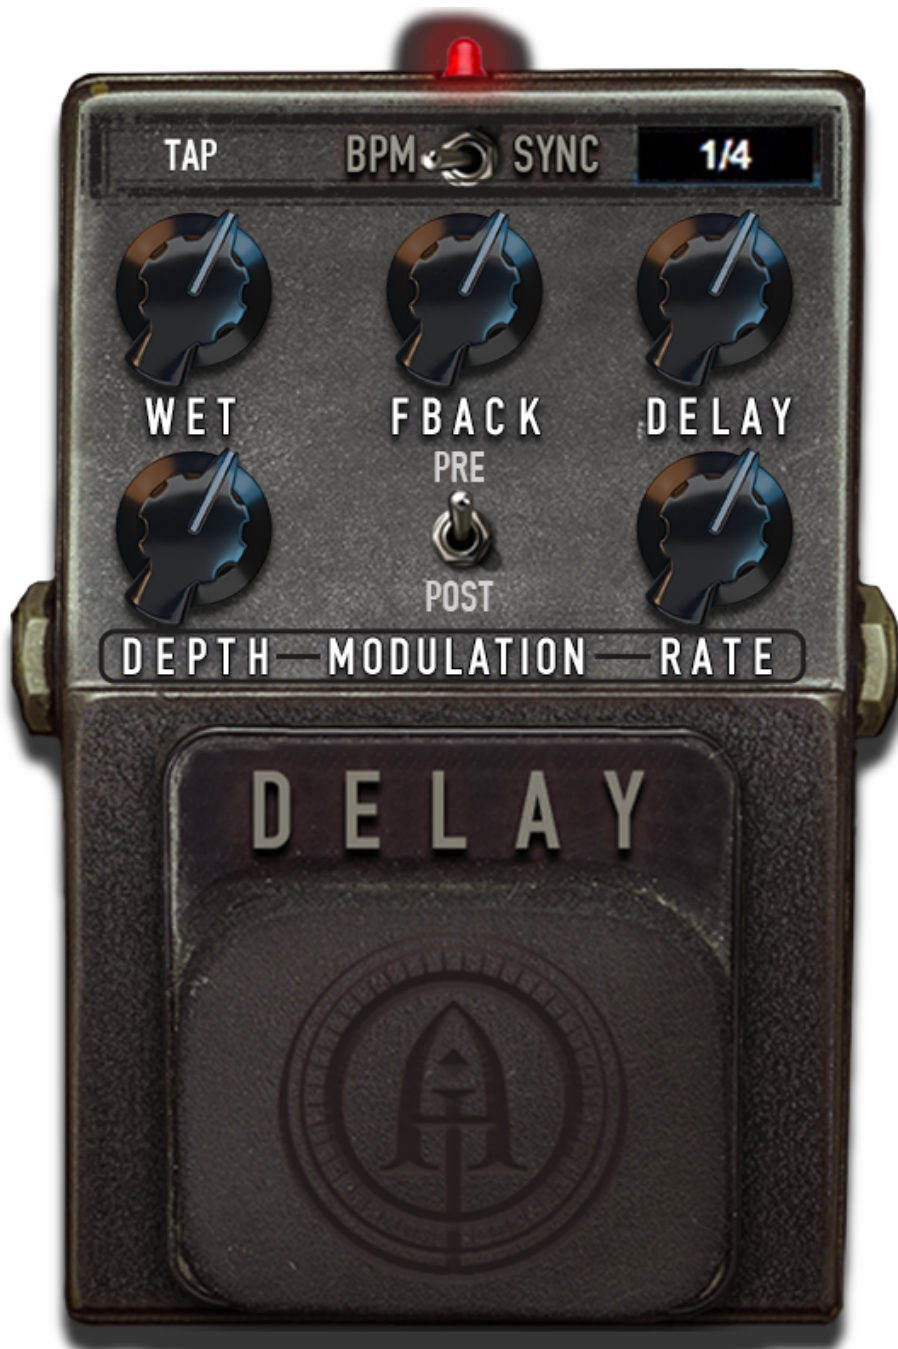 TAP BPM SYNC 1/4
WET FBACK DELAY
PRE
POST
DEPTH MODULATION RATE
DELAY